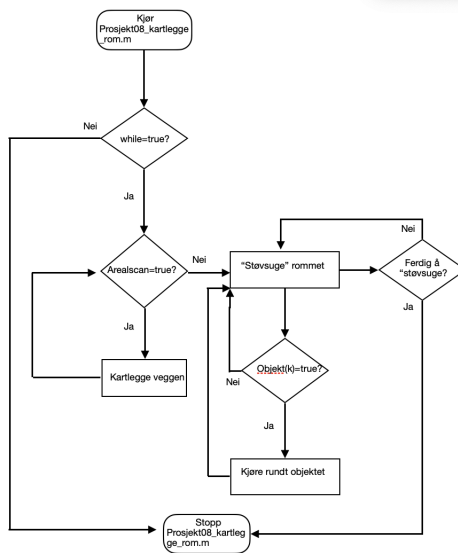 Kjør
Prosjekt08_kartlegge
_rom.m
Nei
while=true?
Ja
Arealscan=true?
Nei
"Støvsuge" rommet
Nei
Ferdig å
"støvsuge?
Ja
Ja
Kartlegge veggen
Objekt(k)=true?
Nei
Ja
Kjøre rundt objektet
Stopp
Prosjekt08_kartleg
ge_rom.m